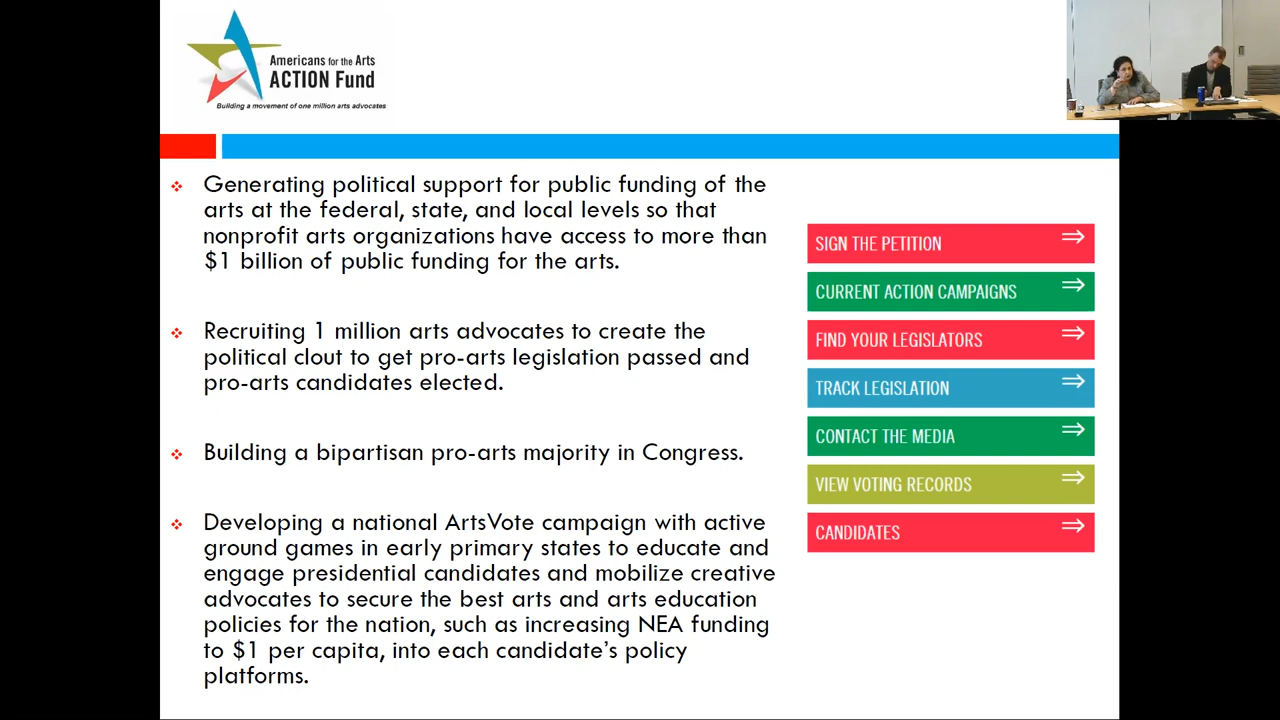 Americans for the Arts
ACTION Fund
Building a movement of one million arts advocates
Generating political support for public funding of the
arts at the federal, state, and local levels so that
nonprofit arts organizations have access to more than
$1 billion of public funding for the arts.
Recruiting 1 million arts advocates to create the
political clout to get pro-arts legislation passed and
pro-arts candidates elected.
Building a bipartisan pro-arts majority in Congress.
Developing a national ArtsVote campaign with active
ground games in early primary states to educate and
engage presidential candidates and mobilize creative
advocates to secure the best arts and arts education
policies for the nation, such as increasing NEA funding
to $1 per capita, into each candidate’s policy
platforms.
SIGN THE PETITION
CURRENT ACTION CAMPAIGNS
FIND YOUR LEGISLATORS
TRACK LEGISLATION
CONTACT THE MEDIA
VIEW VOTING RECORDS
CANDIDATES